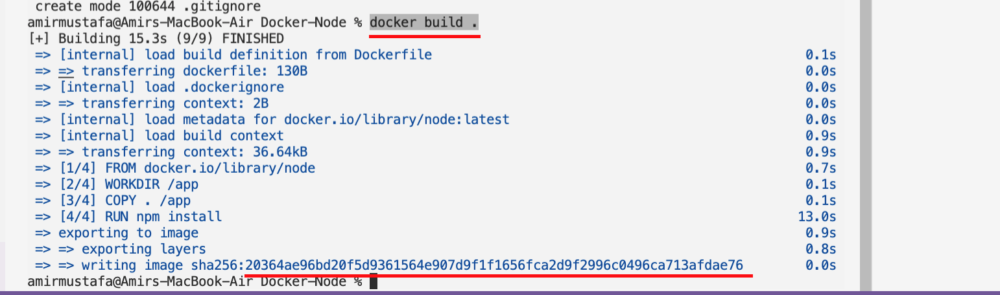 create mode 100644 .gitignore
amirmustafa@Amirs-MacBook-Air Docker-Node % docker build .
[+] Building 15.3s (9/9) FINISHED
=> [internal] load build definition from Dockerfile 0.1s
=> => transferring dockerfile: 130B 0.0s
=> [internal] load .dockerignore 0.0s
=> => transferring context: 2B 0.0s
=> [internal] load metadata for docker.io/library/node:latest 0.0s
=> [internal] load build context 0.9s
=> => transferring context: 36.64kB 0.9s
=> [1/4] FROM docker.io/library/node 0.7s
=> [2/4] WORKDIR /app 0.1s
=> [3/4] COPY . /app 0.1s
=> [4/4] RUN npm install 13.0s
=> exporting to image 0.9s
=> => exporting layers 0.8s
=> => writing image sha256:20364ae96bd20f5d9361564e907d9f1f1656fca2d9f2996c0496ca713afdae76 0.0s
amirmustafa@Amirs-MacBook-Air Docker-Node %